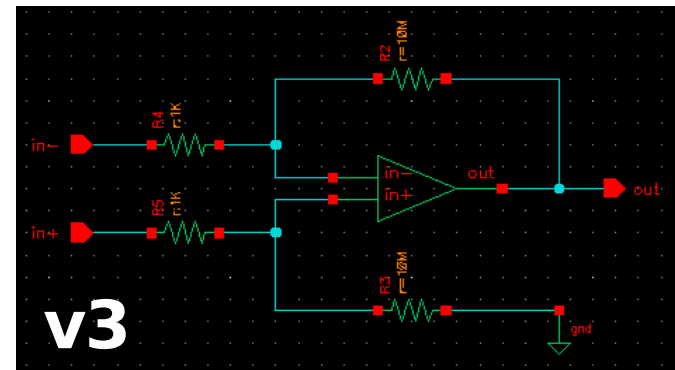 R2
r=10M
R4
r:1K
in-
in-
out
out
in+
R5
r:1K
in+
R3
r=10M
gnd
v3